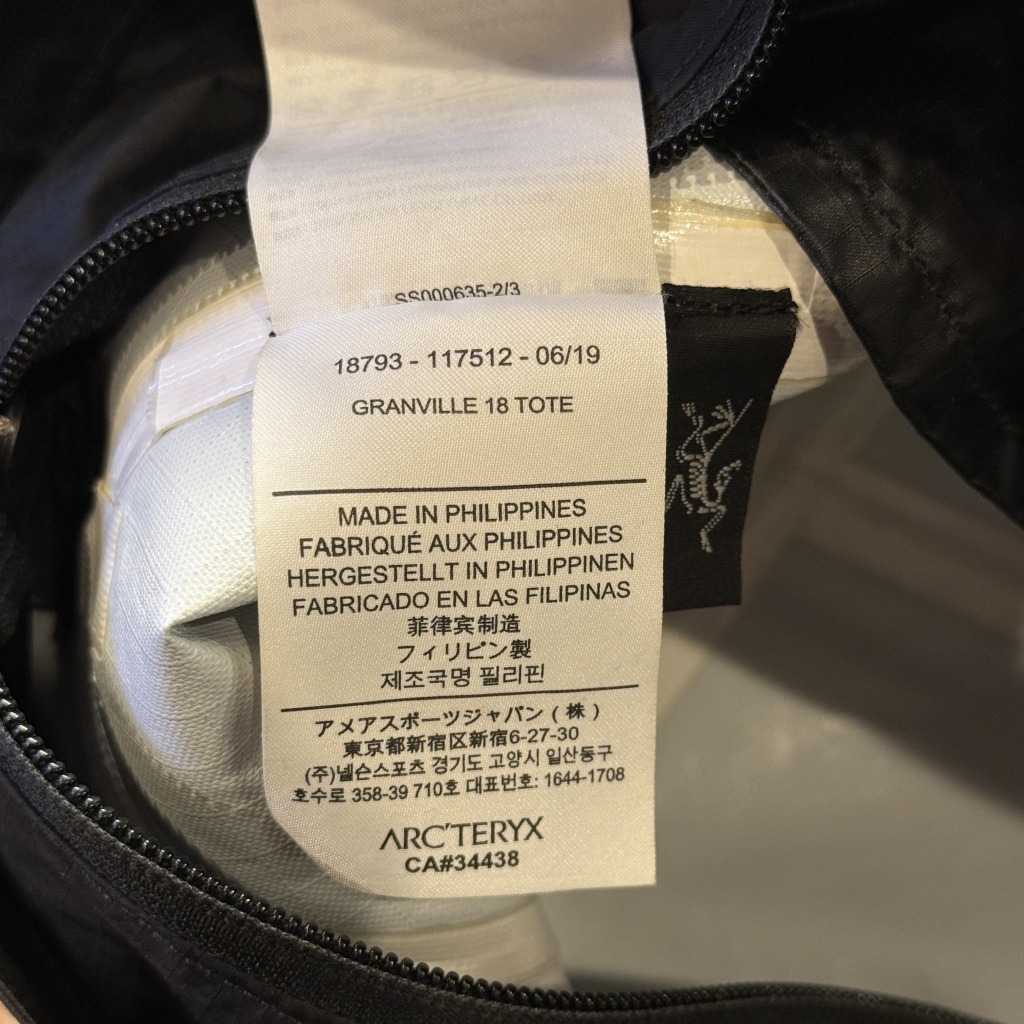 SS000635-2/3
18793 - 117512 - 06/19
GRANVILLE 18 TOTE
MADE IN PHILIPPINES
FABRIQUÉ AUX PHILIPPINES
HERGESTELLT IN PHILIPPINEN
FABRICADO EN LAS FILIPINAS
菲律宾制造
フィリピン製
제조국명 필리핀
アメアスポーツジャパン ( 株 )
東京都新宿区新宿6-27-30
(주)넬슨스포츠 경기도 고양시 일산동구
호수로 358-39 710호 대표번호: 1644-1708
ARC'TERYX
CA#34438